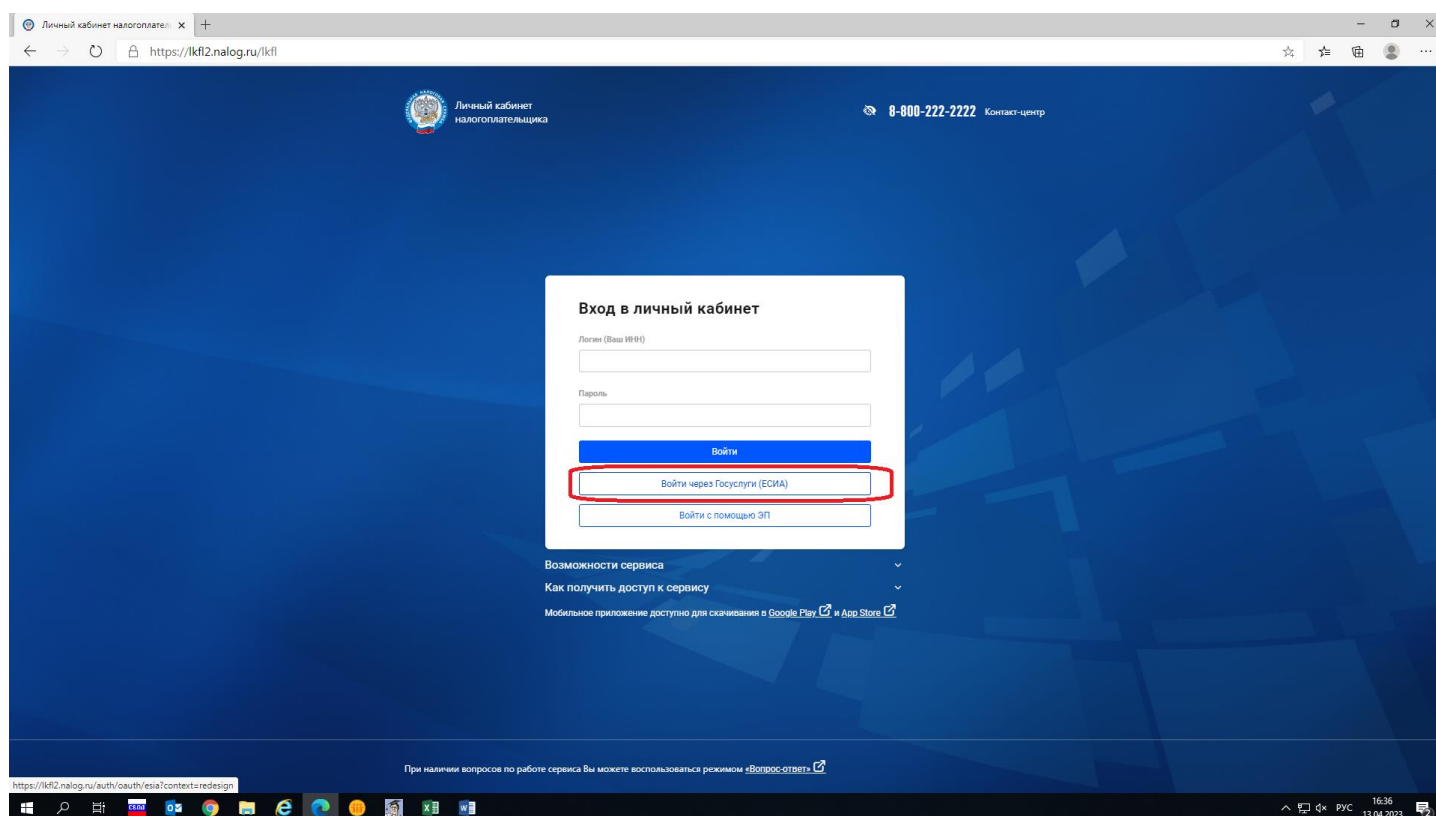 Личный кабинет налогоплател
https://lkfl2.nalog.ru/lkfl
Личный кабинет
налогоплательщика
8-800-222-2222 Контакт-центр
Вход в личный кабинет
Логин (Ваш ИНН)
Пароль
Войти
Войти через Госуслуги (ЕСИА)
Войти с помощью ЭП
Возможности сервиса
Как получить доступ к сервису
Мобильное приложение доступно для скачивания в Google Play и App Store
При наличии вопросов по работе сервиса Вы можете воспользоваться режимом «Вопрос-ответ»
https://lkfl2.nalog.ru/auth/oauth/esia?context=redesign
РУС
16:36
13.04.2023